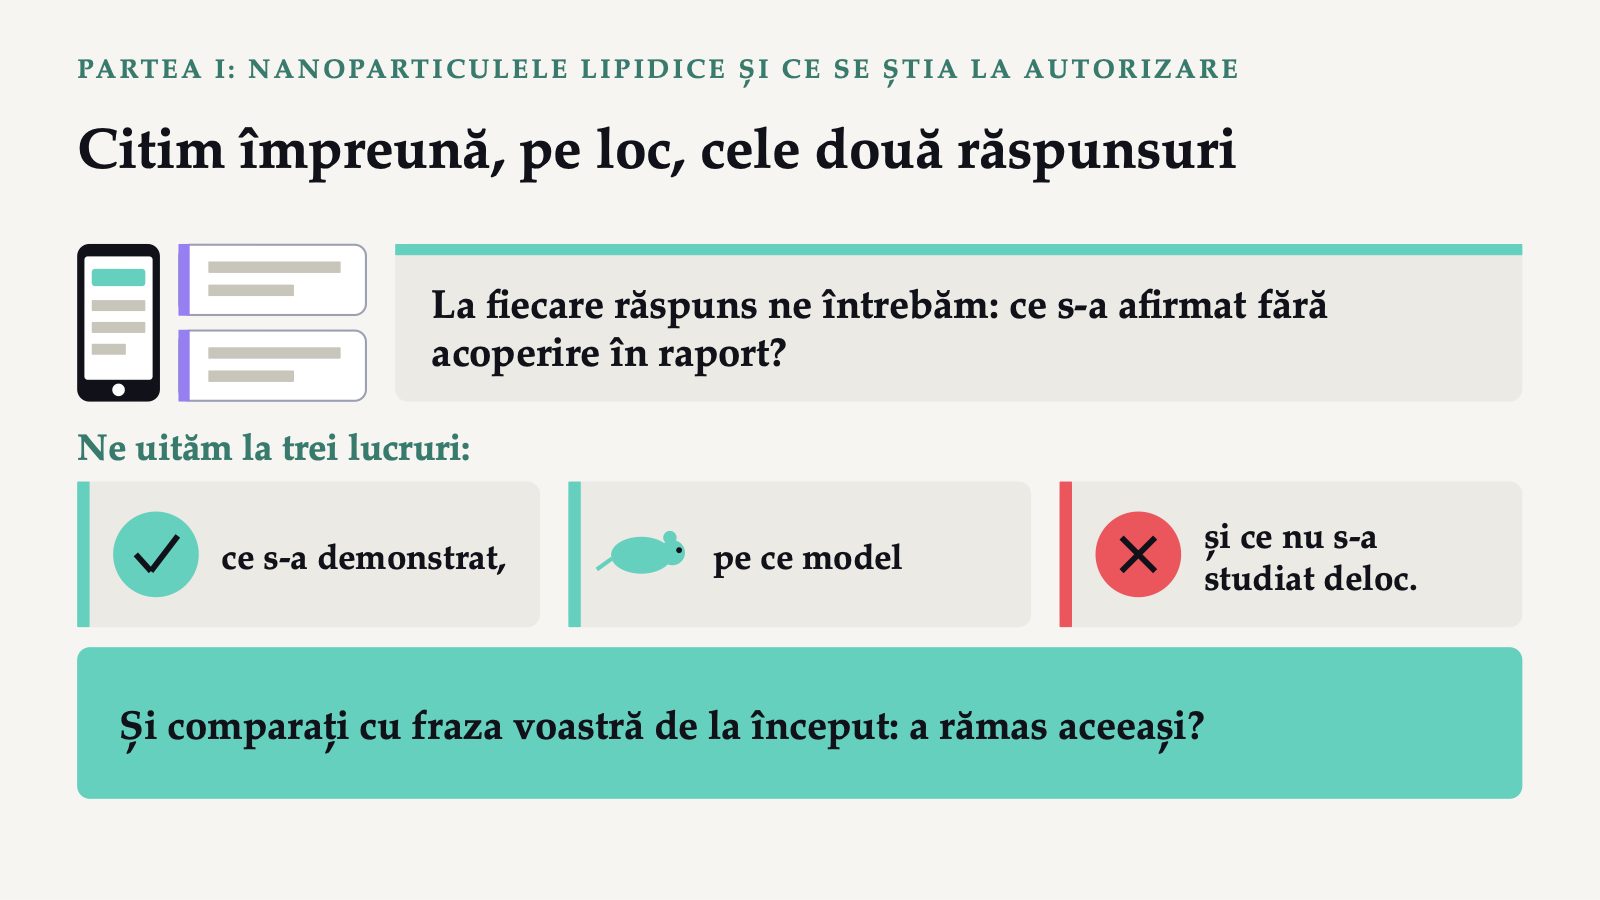 PARTEA I: NANOPARTICULELE LIPIDICE ȘI CE SE ȘTIA LA AUTORIZARE
Citim împreună, pe loc, cele două răspunsuri
La fiecare răspuns ne întrebăm: ce s-a afirmat fără
acoperire în raport?
Ne uităm la trei lucruri:
ce s-a demonstrat,
pe ce model
și ce nu s-a
studiat deloc.
Și comparați cu fraza voastră de la început: a rămas aceeași?